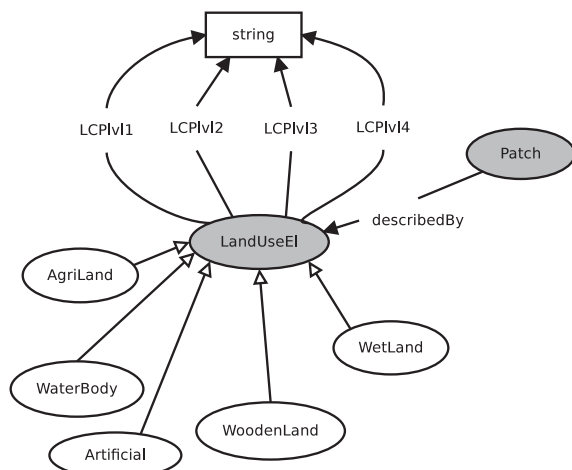 string
LCPlvl1
LCPlvl2
LCPlvl3
LCPlvl4
Patch
describedBy
LandUseEl
AgriLand
WetLand
WaterBody
WoodenLand
Artificial